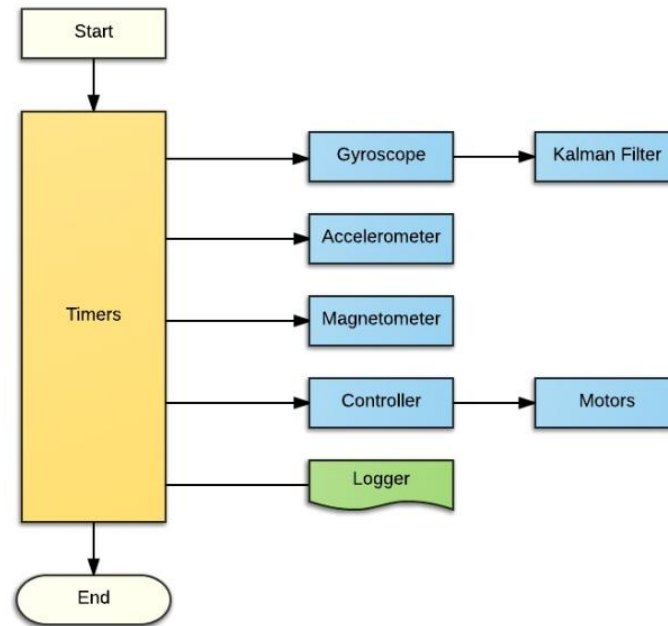 Start
Gyroscope
Kalman Filter
Accelerometer
Timers
Magnetometer
Controller
Motors
Logger
End